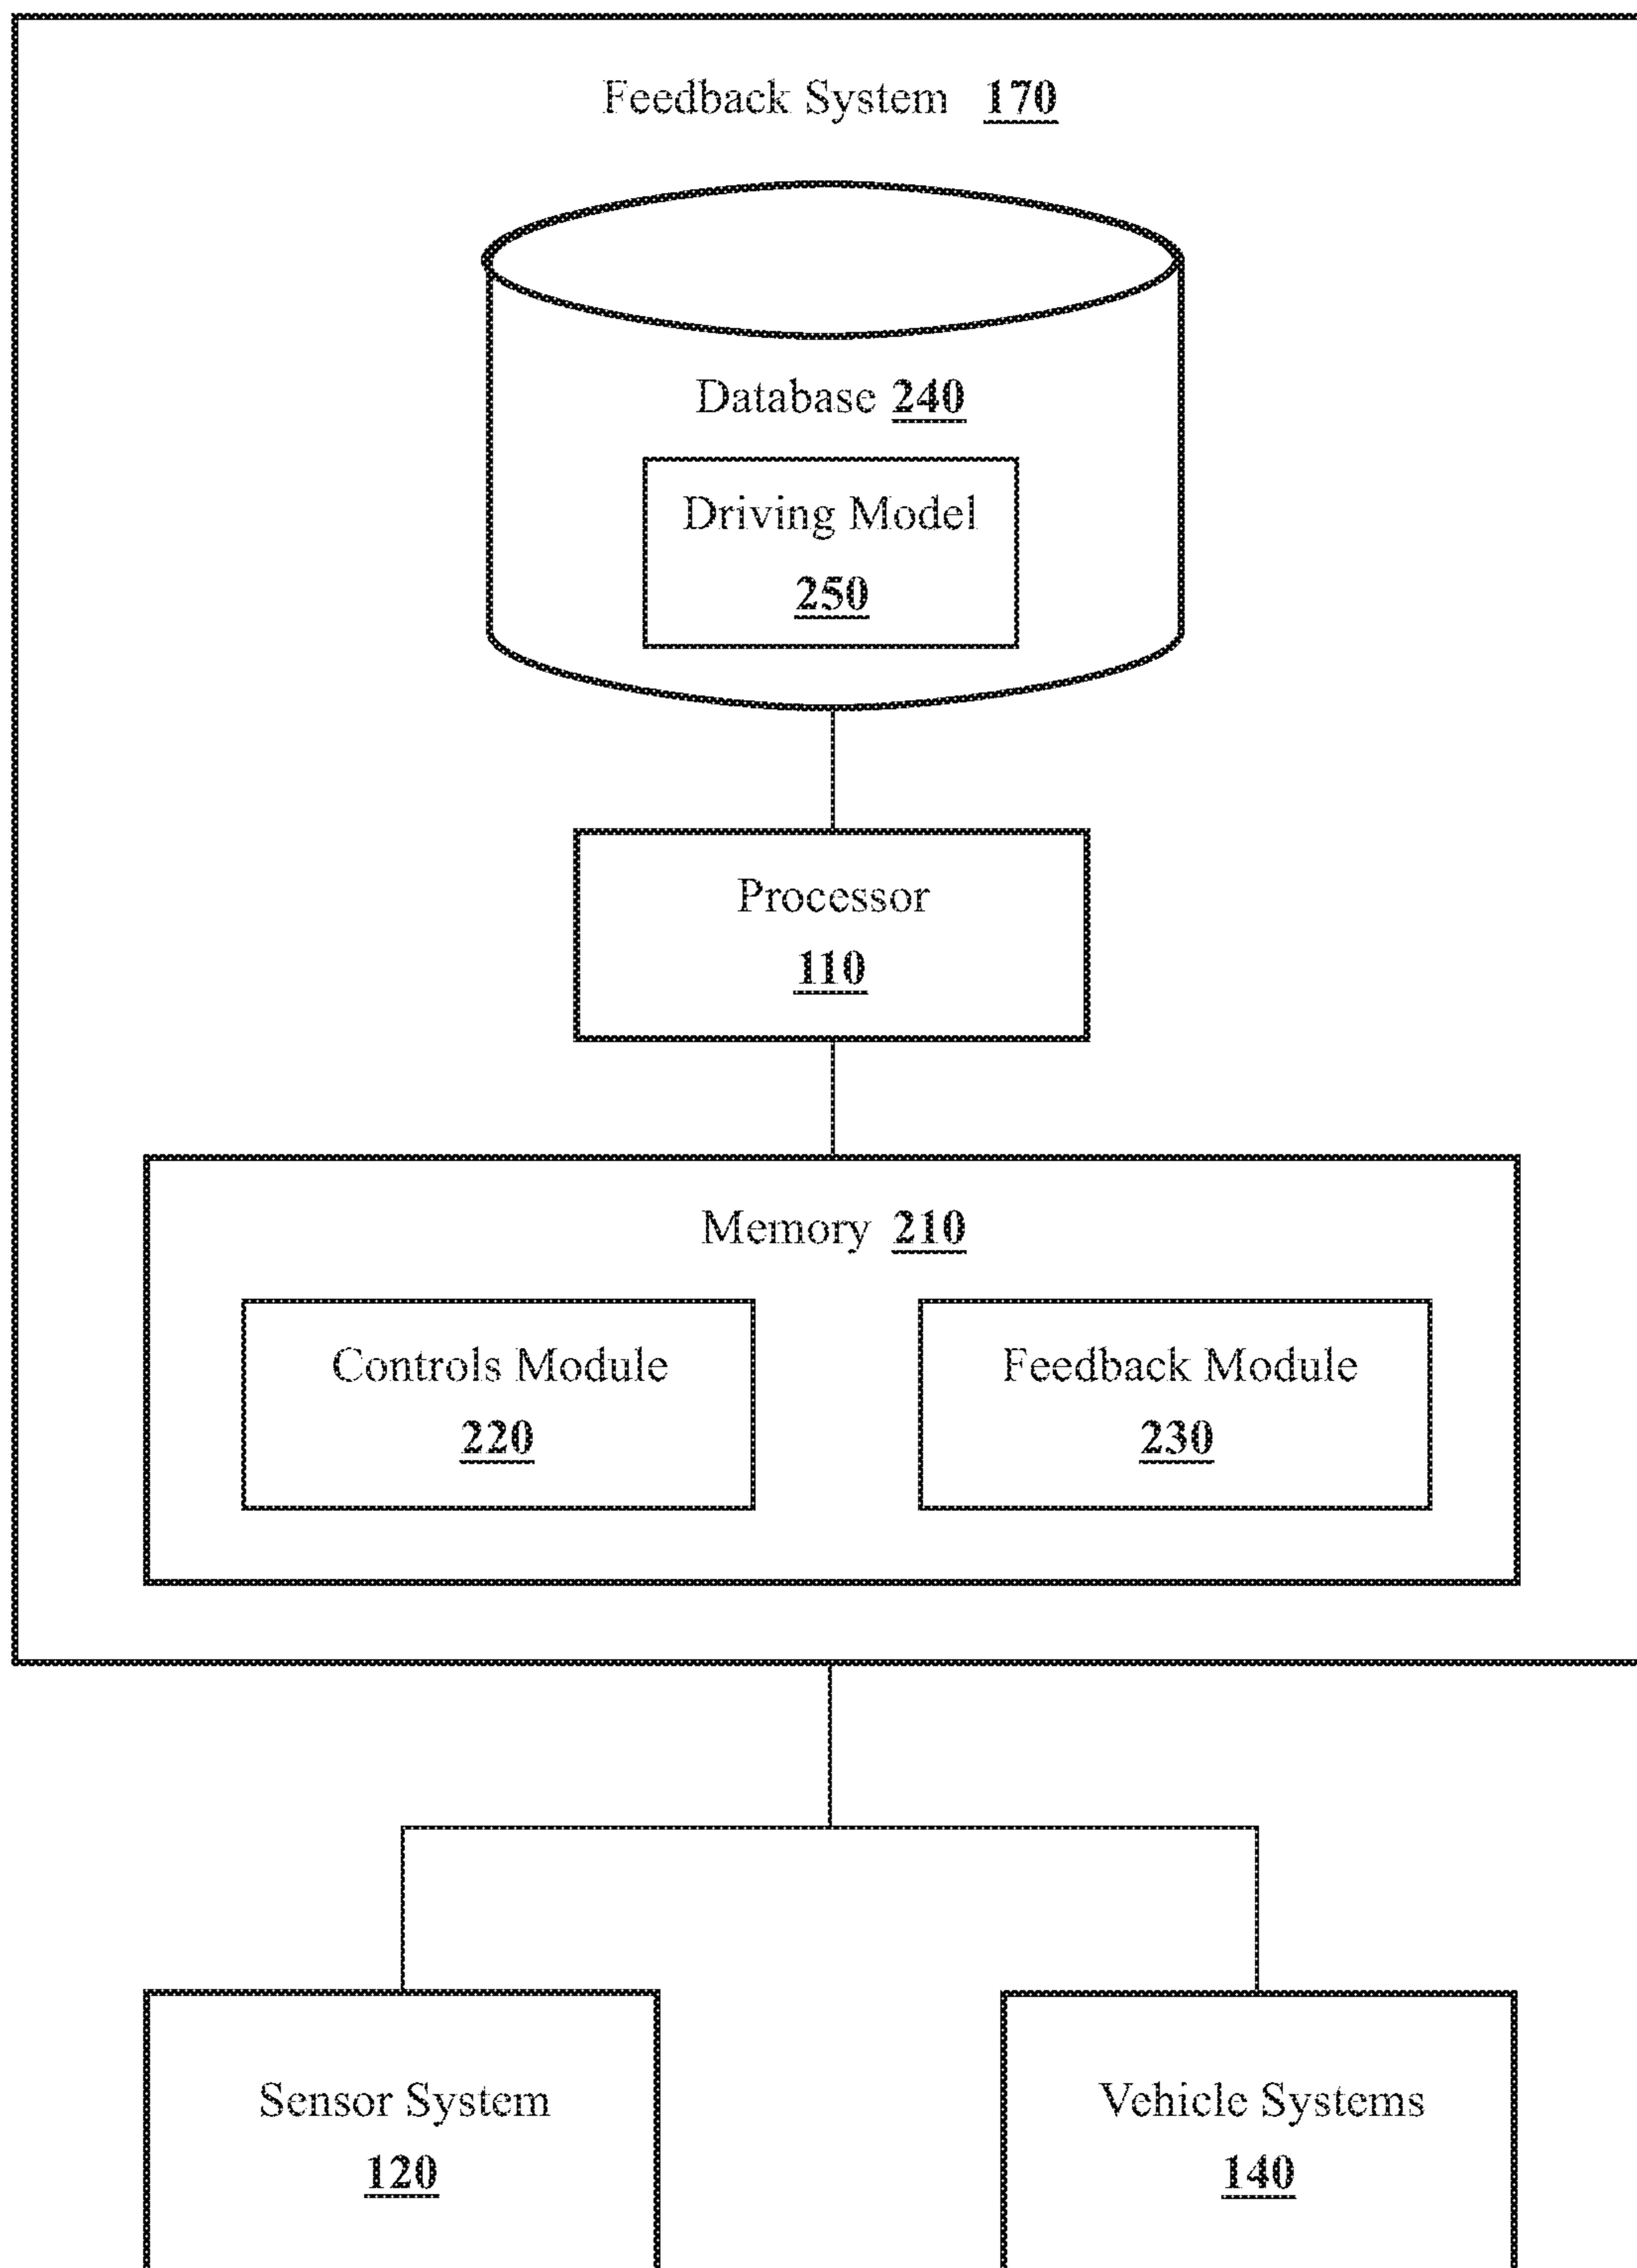 Feedback System 170
Database 240
Driving Model
250
Processor
110
Memory 210
Controls Module
220
Feedback Module
230
Sensor System
120
Vehicle Systems
140